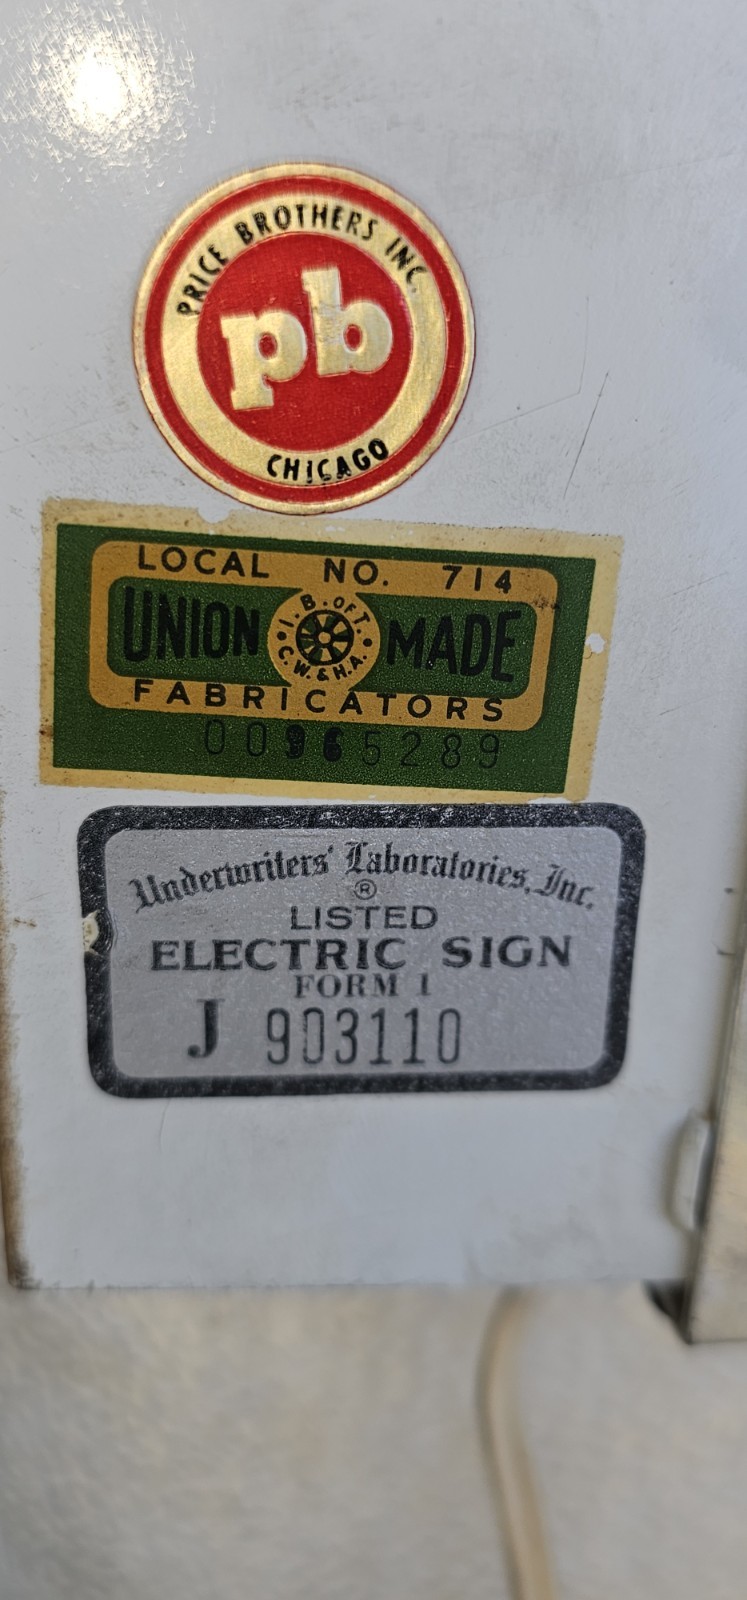 PRICE BROTHERS INC.
pb
CHICAGO
LOCAL NO. 714
UNION MADE
I. B. OF T.
C. W. & H. A.
FABRICATORS
00965289
Underwriters' Laboratories, Inc.
®
LISTED
ELECTRIC SIGN
FORM 1
J 903110